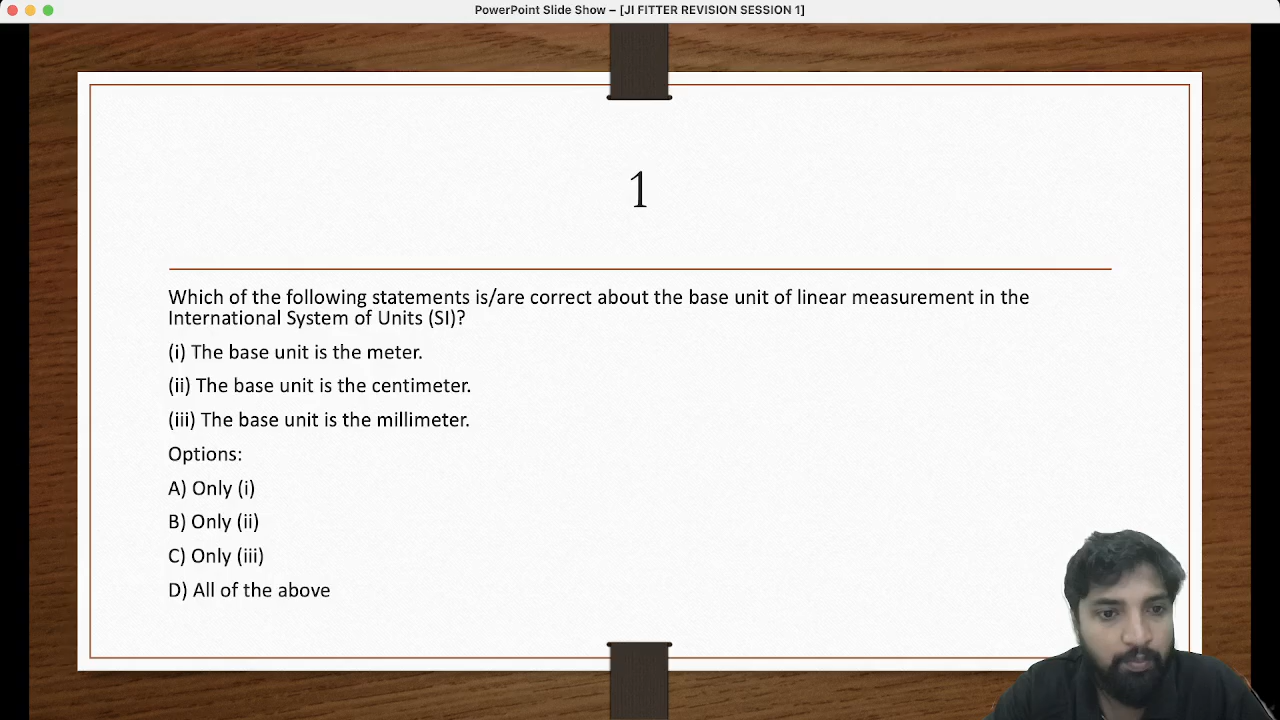 PowerPoint Slide Show – [JI FITTER REVISION SESSION 1]
1
Which of the following statements is/are correct about the base unit of linear measurement in the
International System of Units (SI)?
(i) The base unit is the meter.
(ii) The base unit is the centimeter.
(iii) The base unit is the millimeter.
Options:
A) Only (i)
B) Only (ii)
C) Only (iii)
D) All of the above